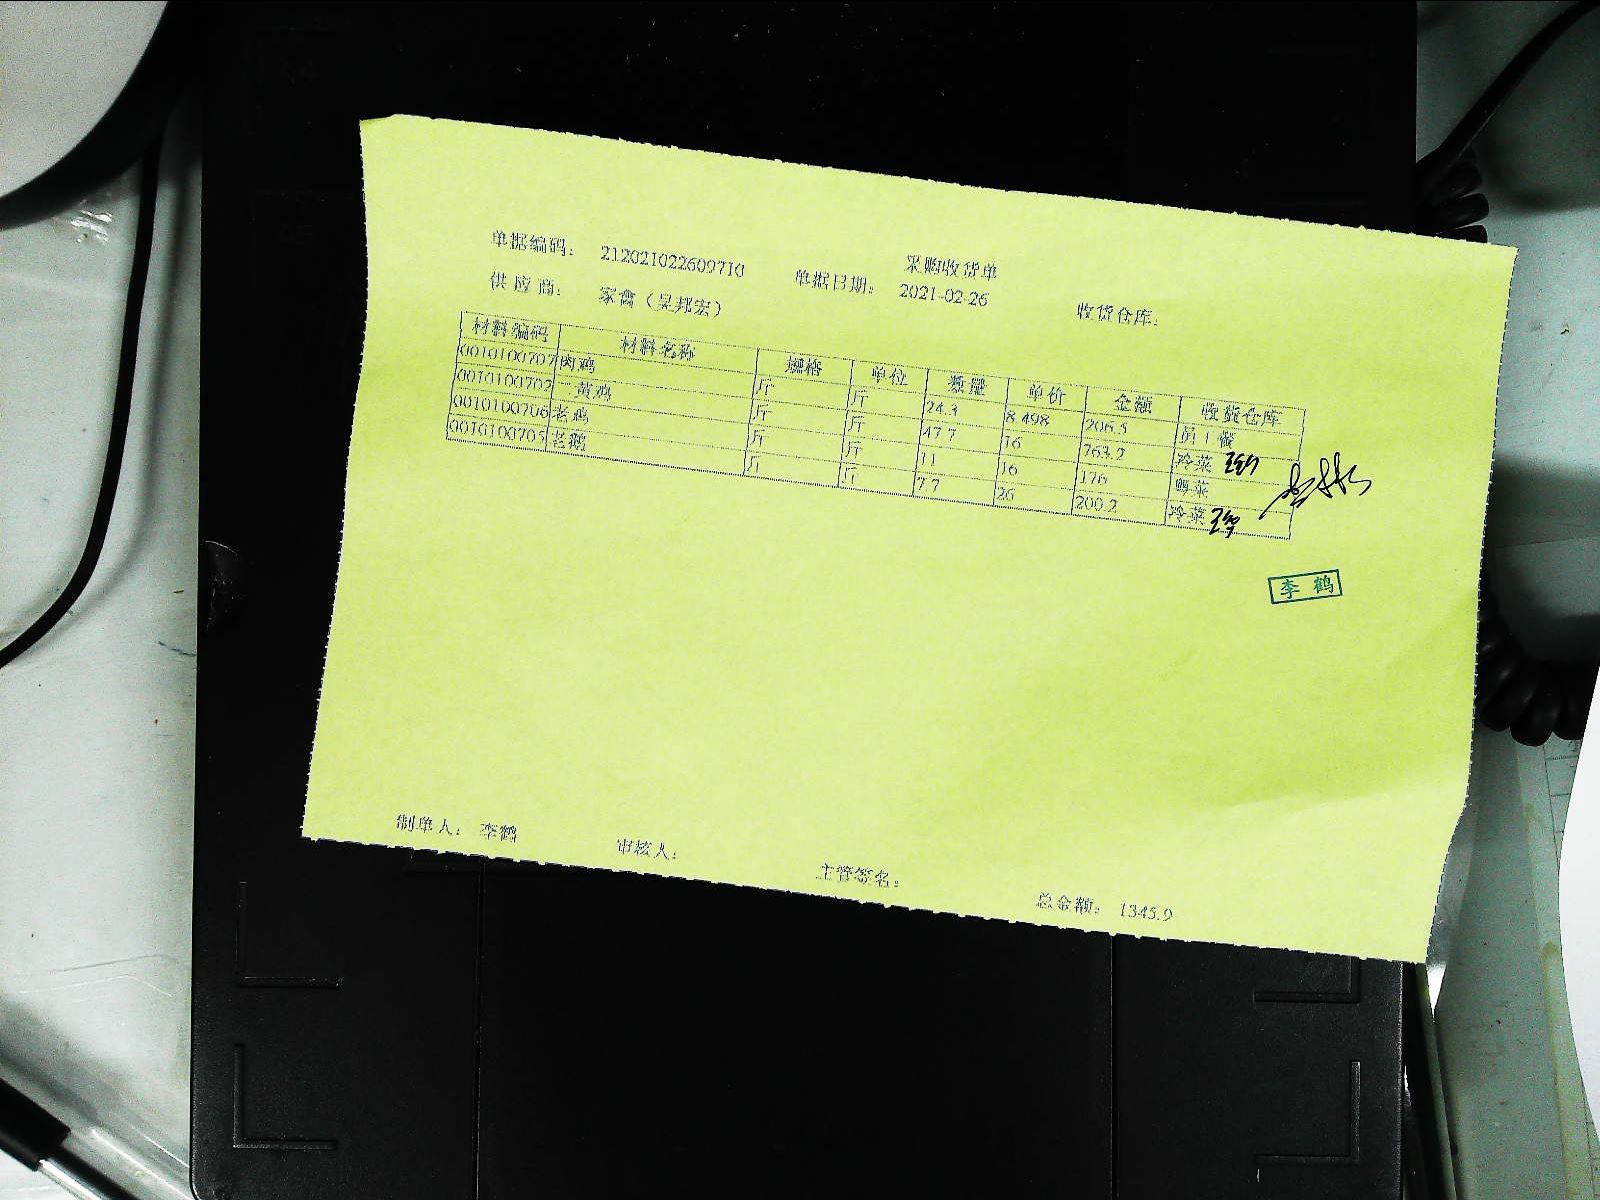 采购收货单
单据编码: 212021022609710 单据日期: 2021-02-26 收货仓库:
供应商: 家禽(吴邦宏)
材料编码 材料名称 规格 单位 数量 单价 金额 收货仓库
0010100707 肉鸡 斤 斤 24.3 8.498 206.5 员工餐
0010100702 二黄鸡 斤 斤 47.7 16 763.2 冷菜
0010100706 老鸡 斤 斤 11 16 176 粤菜
0010100705 老鹅 斤 斤 7.7 26 200.2 冷菜
李鹤
制单人: 李鹤 审核人: 主管签名: 总金额: 1345.9